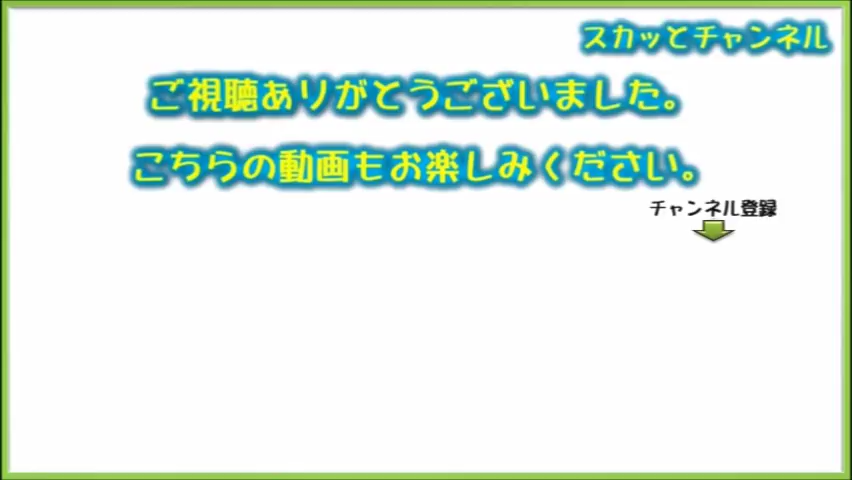 スカッとチャンネル
ご視聴ありがとうございました。
こちらの動画もお楽しみください。
チャンネル登録